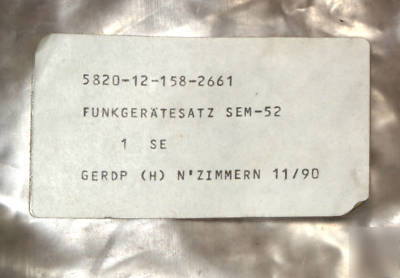 5820-12-158-2661
FUNKGERÄTESATZ SEM-52
1 SE
GERDP (H) N'ZIMMERN 11/90